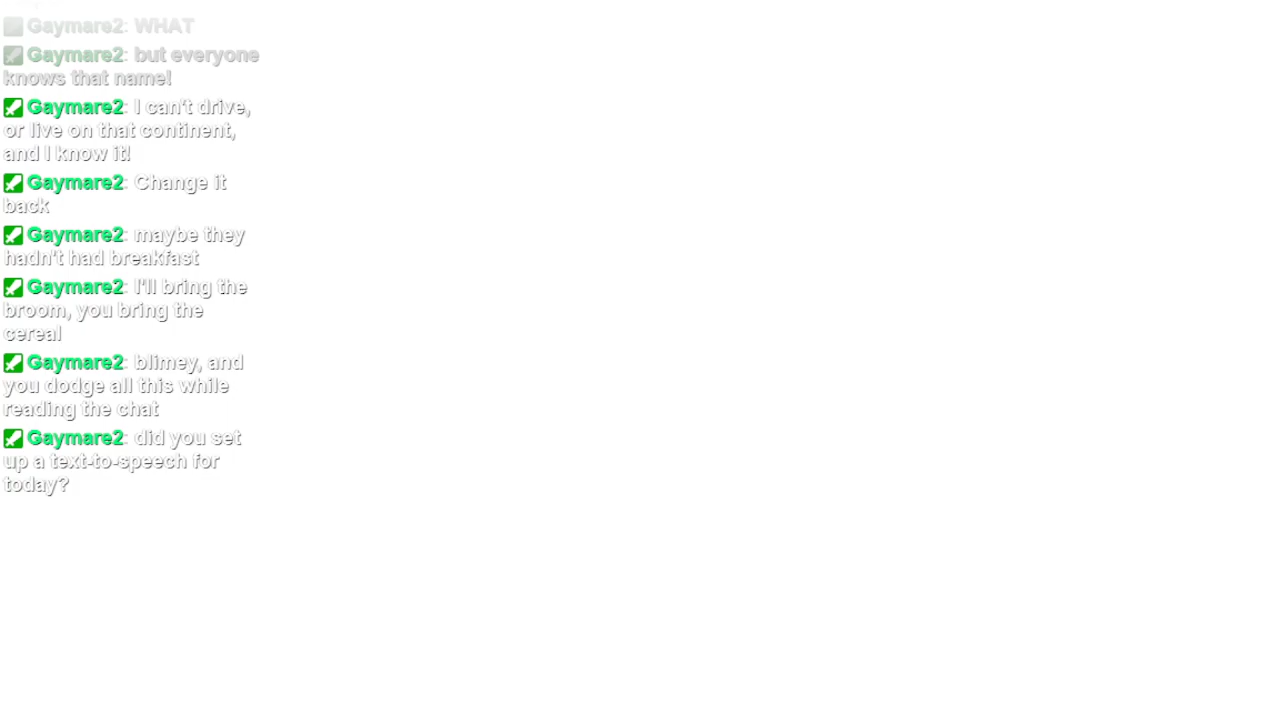 Gaymare2: WHAT
Gaymare2: but everyone
knows that name!
Gaymare2: I can't drive,
or live on that continent,
and I know it!
Gaymare2: Change it
back
Gaymare2: maybe they
hadn't had breakfast
Gaymare2: I'll bring the
broom, you bring the
cereal
Gaymare2: blimey, and
you dodge all this while
reading the chat
Gaymare2: did you set
up a text-to-speech for
today?